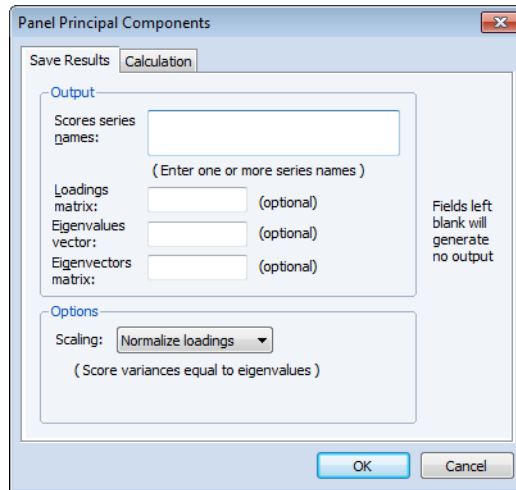 Panel Principal Components
Save Results
Calculation
Output
Scores series
names:
( Enter one or more series names )
Loadings
matrix:
(optional)
Eigenvalues
vector:
(optional)
Eigenvectors
matrix:
(optional)
Fields left
blank will
generate
no output
Options
Scaling:
Normalize loadings
( Score variances equal to eigenvalues )
OK
Cancel